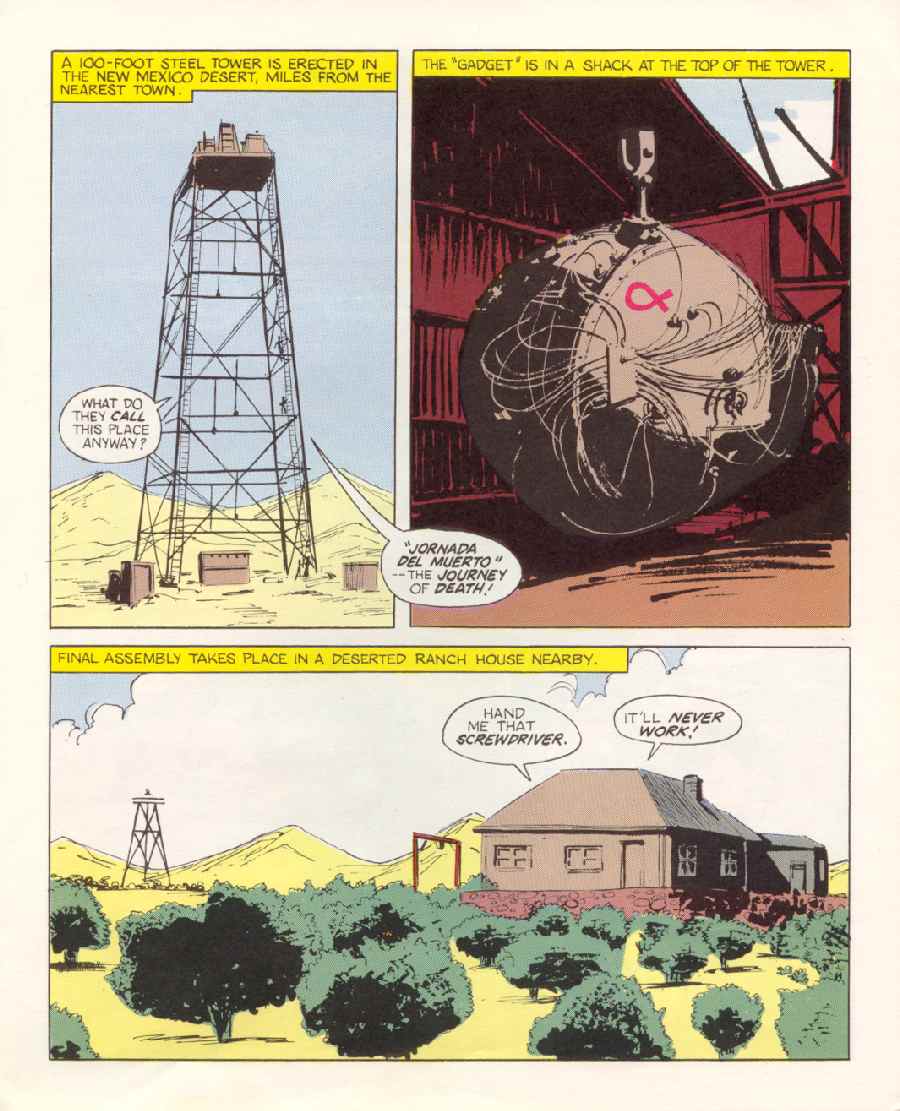 A 100-FOOT STEEL TOWER IS ERECTED IN
THE NEW MEXICO DESERT, MILES FROM THE
NEAREST TOWN.
WHAT DO
THEY CALL
THIS PLACE
ANYWAY?
"JORNADA
DEL MUERTO"
--THE JOURNEY
OF DEATH!
THE "GADGET" IS IN A SHACK AT THE TOP OF THE TOWER.
α
FINAL ASSEMBLY TAKES PLACE IN A DESERTED RANCH HOUSE NEARBY.
HAND
ME THAT
SCREWDRIVER.
IT'LL NEVER
WORK!